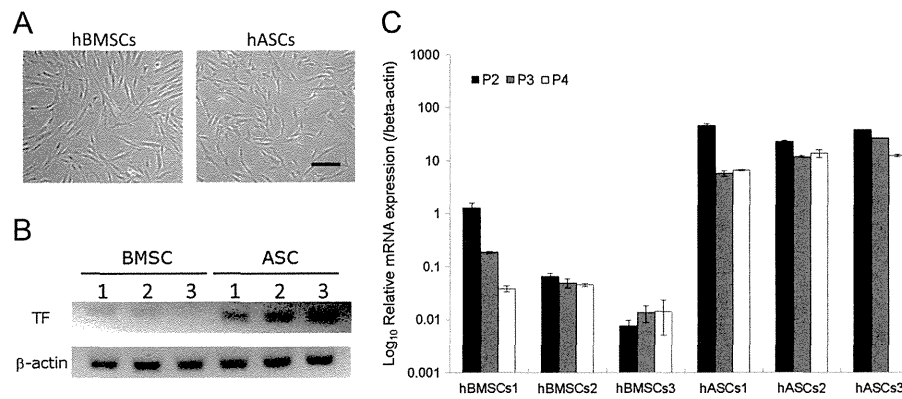 A
hBMSCs
hASCs
B
BMSC
ASC
1 2 3 1 2 3
TF
β-actin
C
Log₁₀ Relative mRNA expression (/beta-actin)
1000
100
10
1
0.1
0.01
0.001
P2 P3 P4
hBMSCs1 hBMSCs2 hBMSCs3 hASCs1 hASCs2 hASCs3